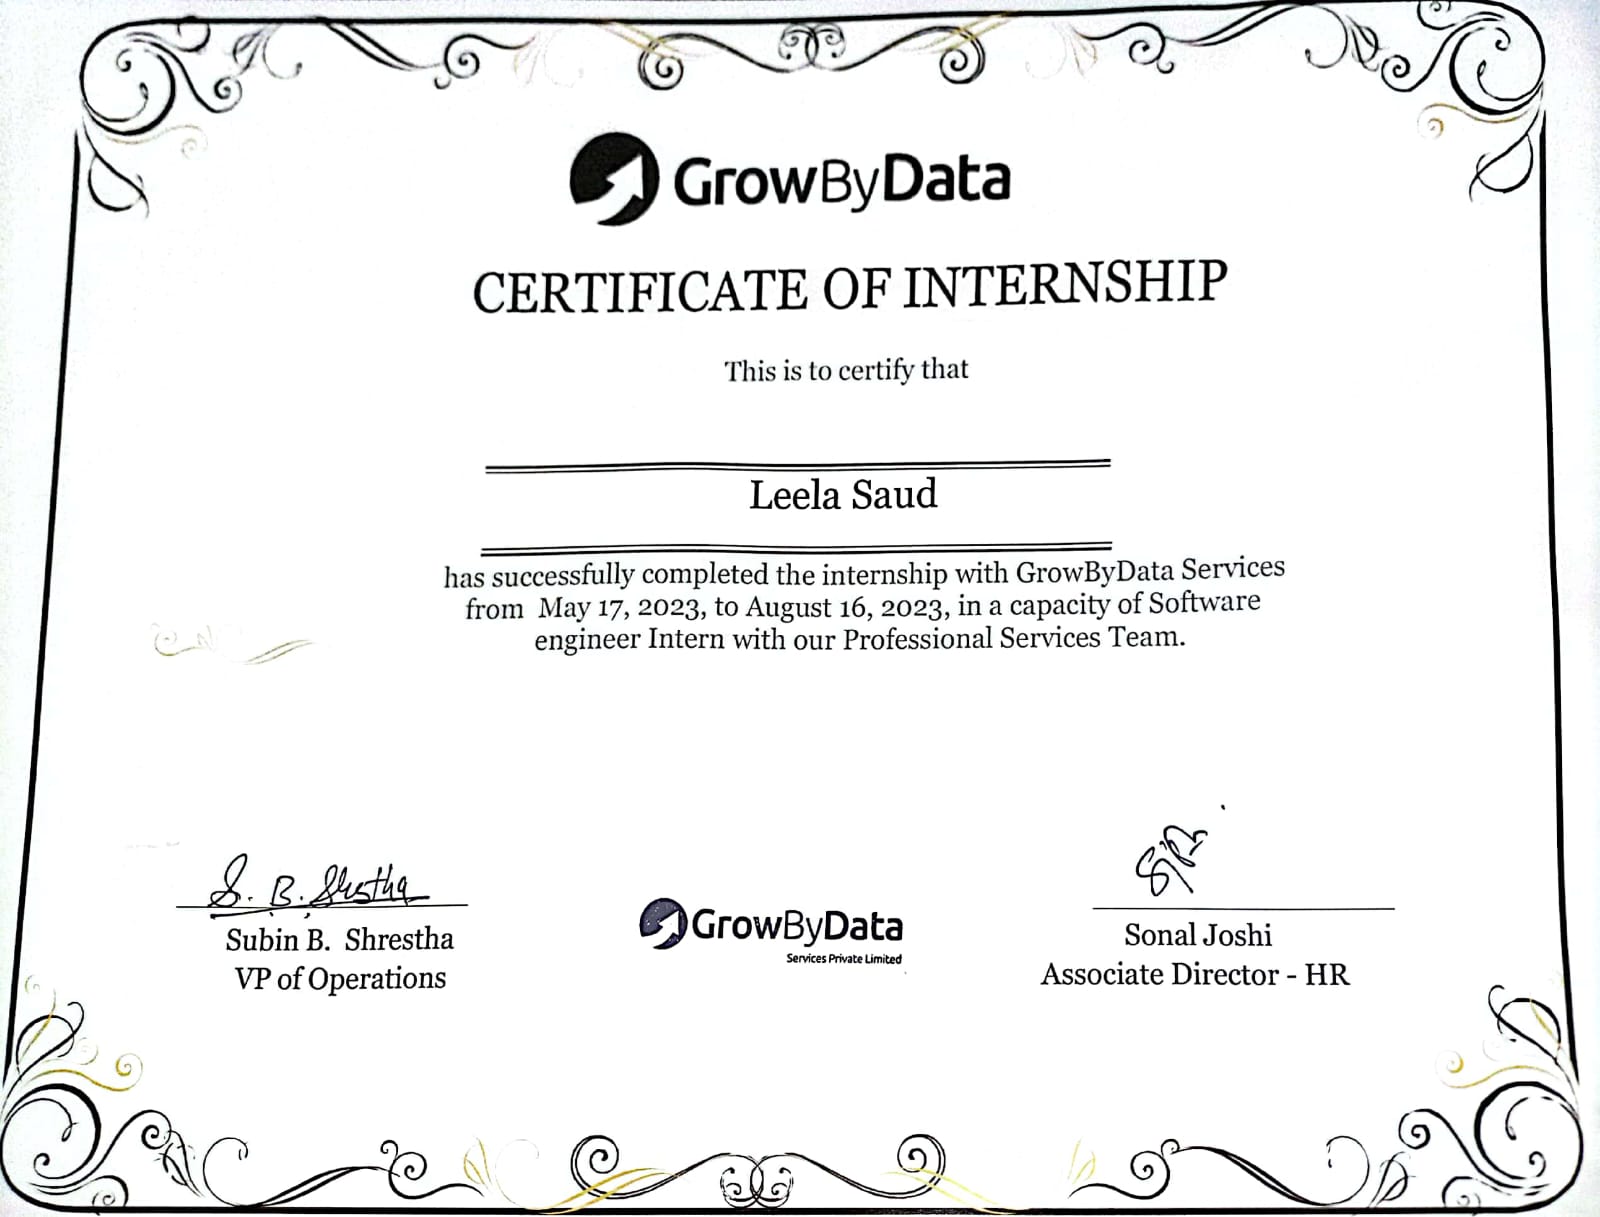 GrowByData
CERTIFICATE OF INTERNSHIP
This is to certify that
Leela Saud
has successfully completed the internship with GrowByData Services
from May 17, 2023, to August 16, 2023, in a capacity of Software
engineer Intern with our Professional Services Team.
S. B. Shrestha
Subin B. Shrestha
VP of Operations
GrowByData
Services Private Limited
Sonal Joshi
Associate Director - HR